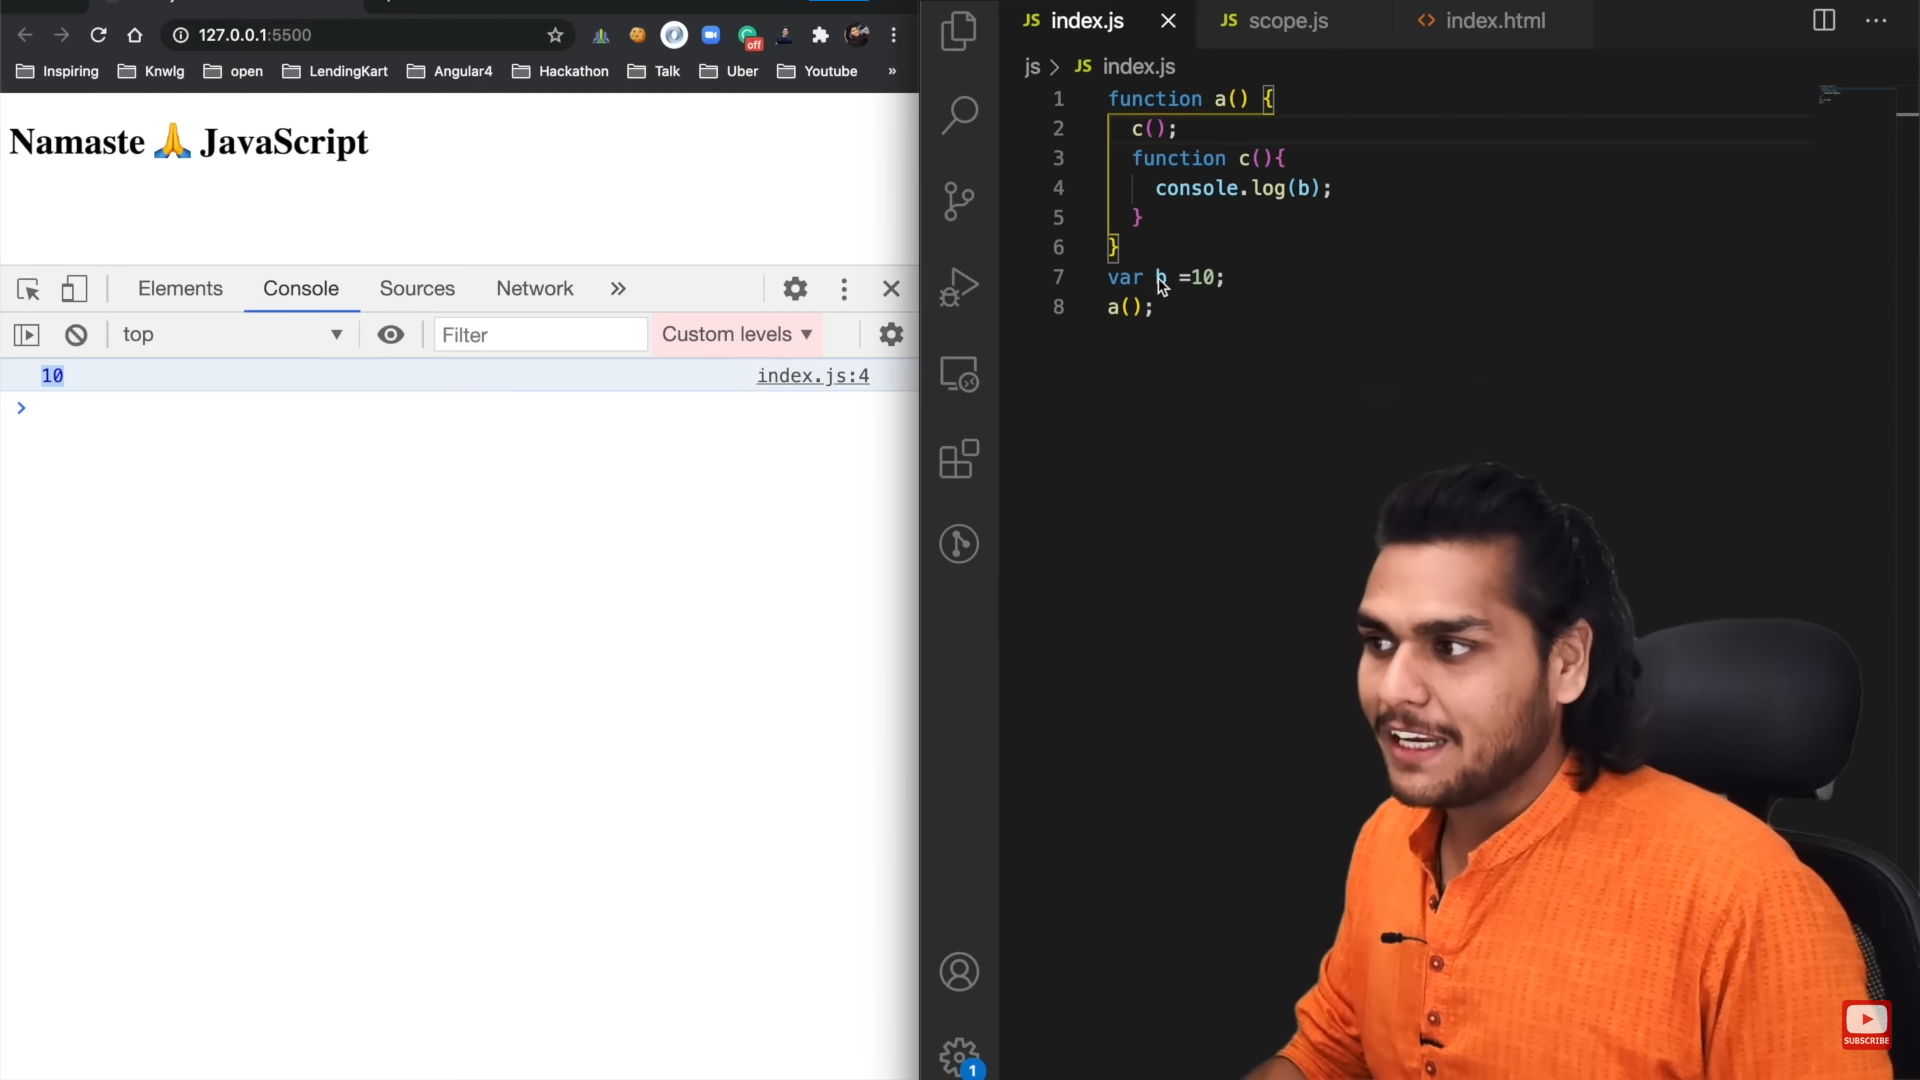 127.0.0.1:5500
off
Inspiring Knwlg open LendingKart Angular4 Hackathon Talk Uber Youtube »
Namaste 🙏 JavaScript
Elements Console Sources Network »
top Filter Custom levels ▼
10 index.js:4
>
JS index.js JS scope.js <> index.html
js > JS index.js
1 function a() {
2 c();
3 function c(){
4 console.log(b);
5 }
6 }
7 var b =10;
8 a();
1
SUBSCRIBE